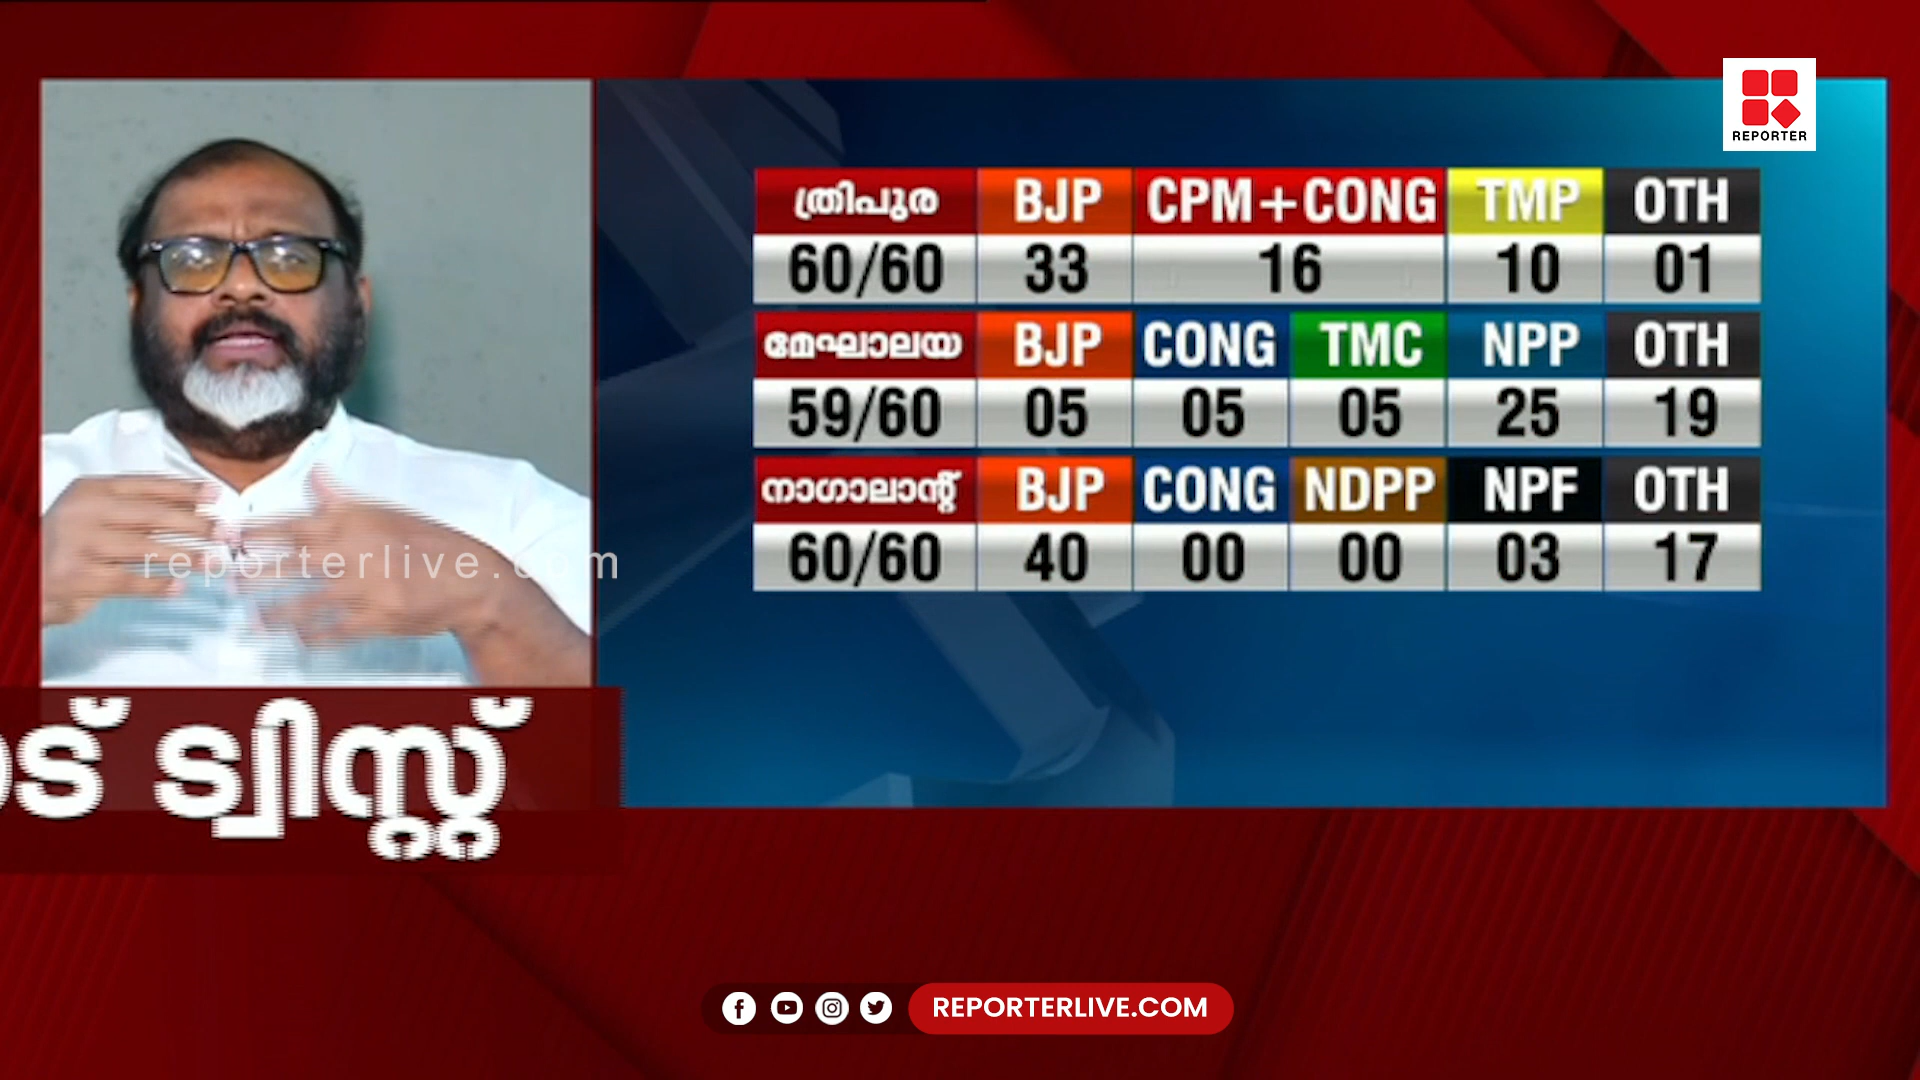 REPORTER
ത്രിപുര BJP CPM+CONG TMP OTH
60/60 33 16 10 01
മേഘാലയ BJP CONG TMC NPP OTH
59/60 05 05 05 25 19
നാഗാലാന്റ് BJP CONG NDPP NPF OTH
60/60 40 00 00 03 17
reporterlive.com
ട്വിസ്റ്റ്
REPORTERLIVE.COM